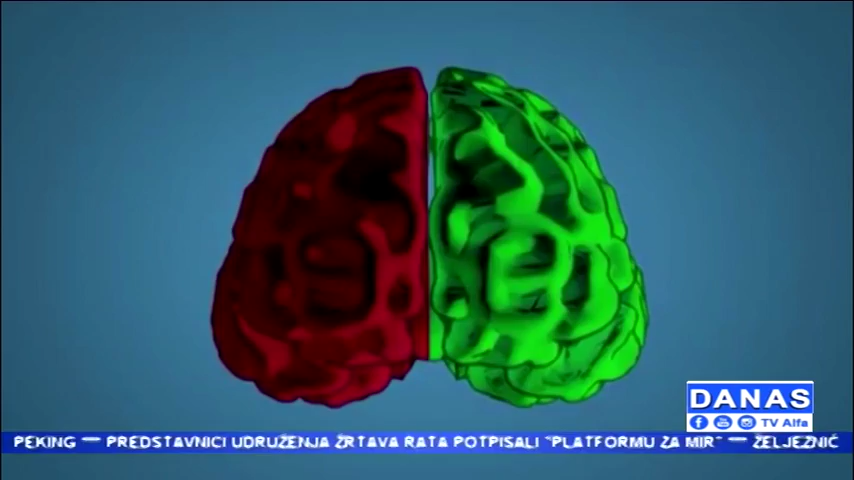 DANAS
TV Alfa
PEKING — PREDSTAVNICI UDRUŽENJA ŽRTAVA RATA POTPISALI "PLATFORMU ZA MIR" — ŽELJEZNIČ